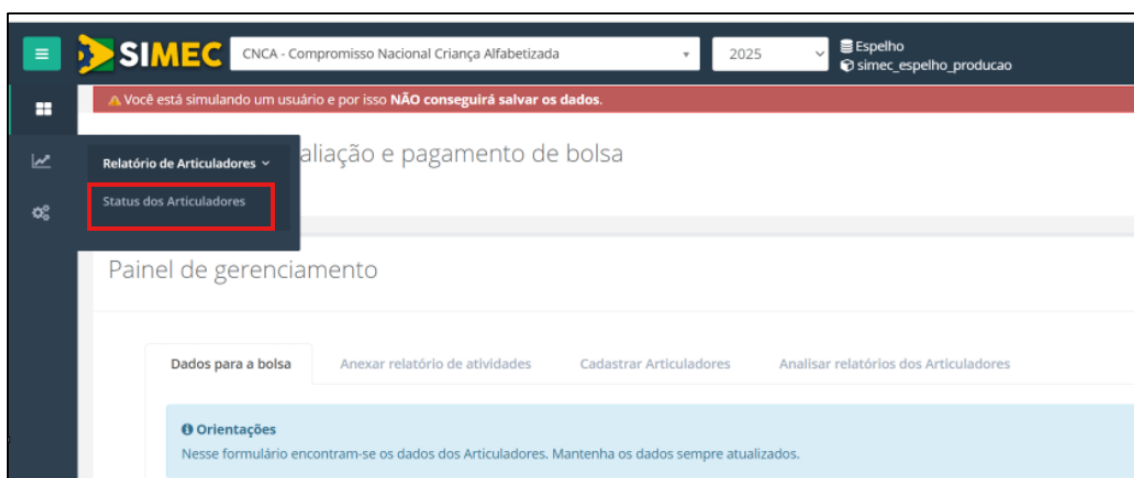 SIMEC
CNCA - Compromisso Nacional Criança Alfabetizada
2025
Espelho
simec_espelho_producao
Você está simulando um usuário e por isso NÃO conseguirá salvar os dados.
aliação e pagamento de bolsa
Relatório de Articuladores
Status dos Articuladores
Painel de gerenciamento
Dados para a bolsa
Anexar relatório de atividades
Cadastrar Articuladores
Analisar relatórios dos Articuladores
Orientações
Nesse formulário encontram-se os dados dos Articuladores. Mantenha os dados sempre atualizados.